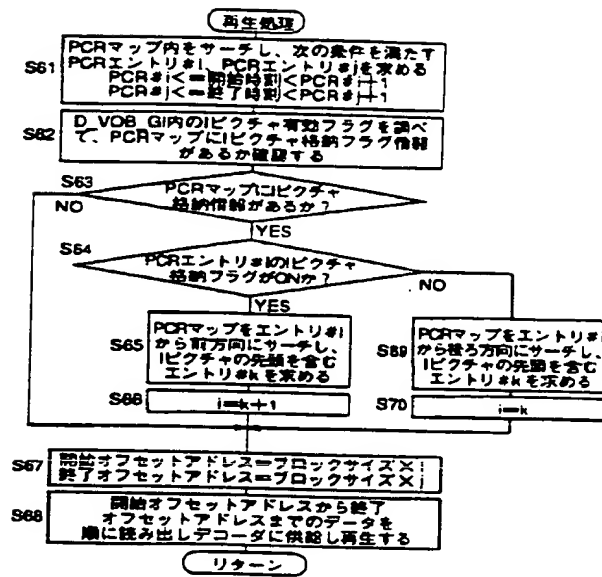 再生処理
S61
PCRマップ内をサーチし、次の条件を満たす
PCRエントリ#i、PCRエントリ#jを求める
PCR#i<=開始時刻<PCR#i+1
PCR#j<=終了時刻<PCR#j+1
S62
D_VOB_GI内のIピクチャ有効フラグを調べ
て、PCRマップにIピクチャ格納フラグ情報
があるか確認する
S63
PCRマップにIピクチャ
格納情報があるか?
NO
YES
S64
PCRエントリ#iのIピクチャ
格納フラグがONか?
NO
YES
S65
PCRマップをエントリ#i
から前方向にサーチし、
Iピクチャの先頭を含む
エントリ#kを求める
S69
PCRマップをエントリ#
から後ろ方向にサーチし、
Iピクチャの先頭を含む
エントリ#kを求める
S66
i=k+1
S70
i=k
S67
開始オフセットアドレス=ブロックサイズ×i
終了オフセットアドレス=ブロックサイズ×j
S68
開始オフセットアドレスから終了
オフセットアドレスまでのデータを
順に読み出しデコーダに供給し再生する
リターン